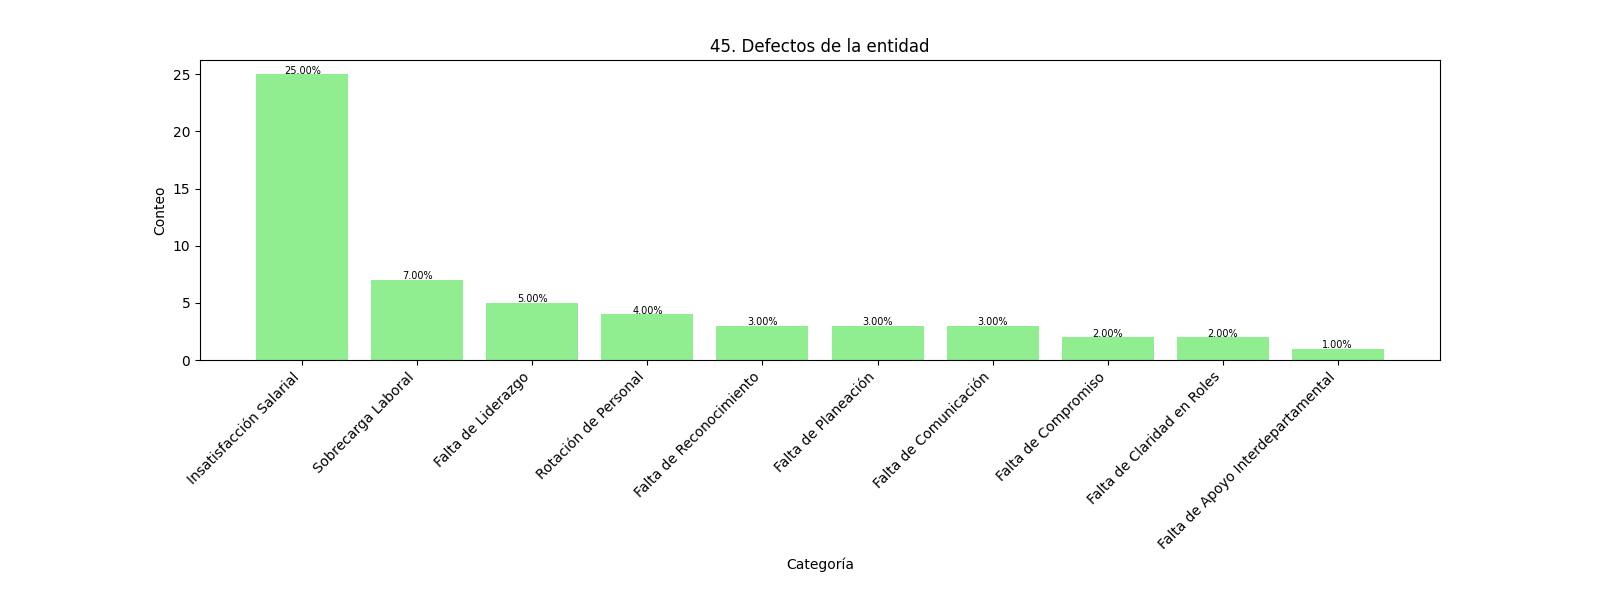 45. Defectos de la entidad
25
20
15
10
5
0
Conteo
25.00%
7.00%
5.00%
4.00%
3.00%
3.00%
3.00%
2.00%
2.00%
1.00%
Insatisfacción Salarial
Sobrecarga Laboral
Falta de Liderazgo
Rotación de Personal
Falta de Reconocimiento
Falta de Planeación
Falta de Comunicación
Falta de Compromiso
Falta de Claridad en Roles
Falta de Apoyo Interdepartamental
Categoría